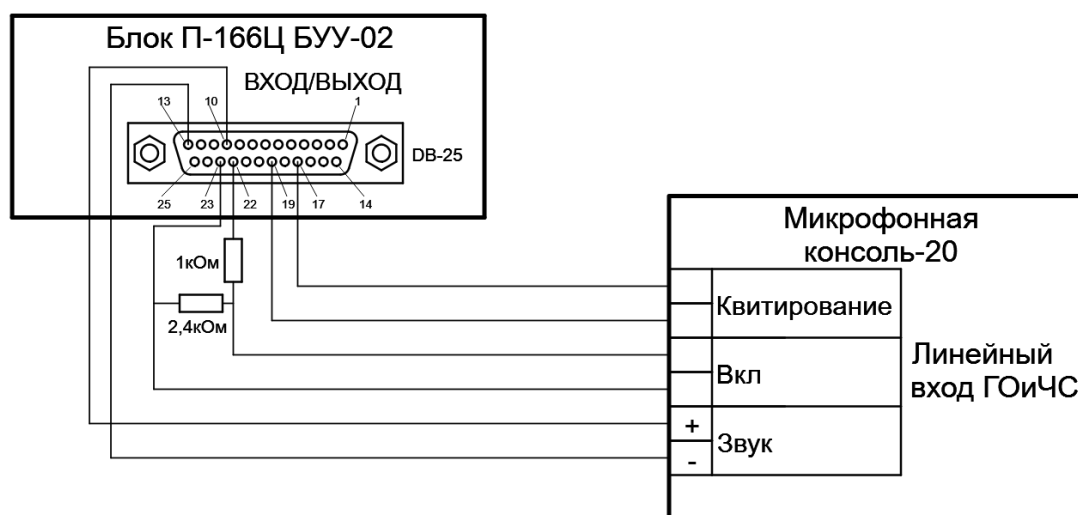 Блок П-166Ц БУУ-02
ВХОД/ВЫХОД
13 10 1
DB-25
25 23 22 19 17 14
1кОм
2,4кОм
Микрофонная
консоль-20
Квитирование
Вкл
+
Звук
-
Линейный
вход ГОиЧС